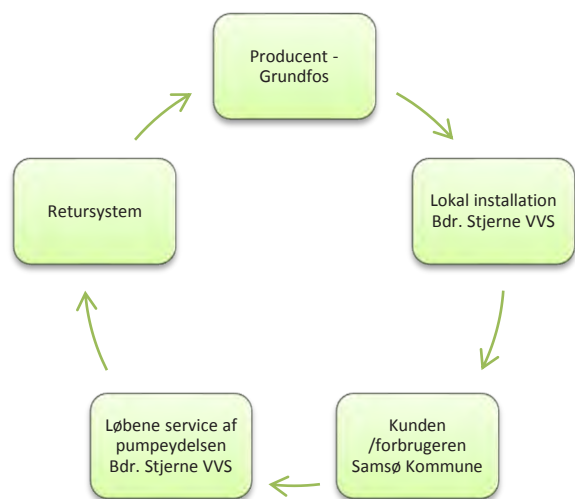 Producent -
Grundfos
Lokal installation
Bdr. Stjerne VVS
Kunden
/forbrugeren
Samsø Kommune
Løbene service af
pumpeydelsen
Bdr. Stjerne VVS
Retursystem